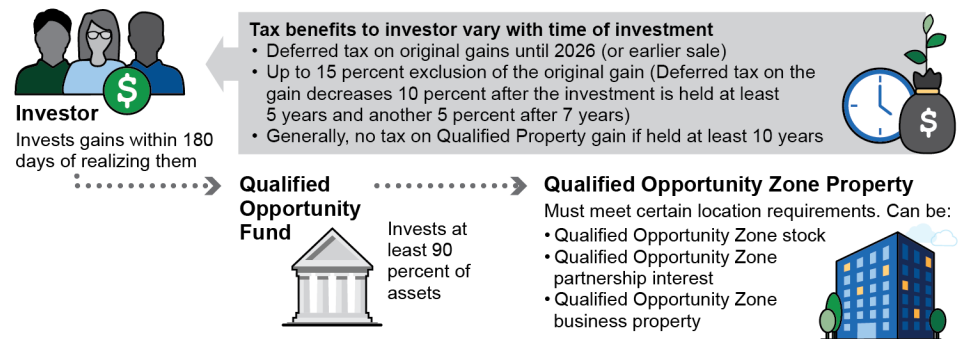 Tax benefits to investor vary with time of investment
• Deferred tax on original gains until 2026 (or earlier sale)
• Up to 15 percent exclusion of the original gain (Deferred tax on the
gain decreases 10 percent after the investment is held at least
5 years and another 5 percent after 7 years)
• Generally, no tax on Qualified Property gain if held at least 10 years
$
$
Investor
Invests gains within 180
days of realizing them
Qualified
Opportunity
Fund
Invests at
least 90
percent of
assets
Qualified Opportunity Zone Property
Must meet certain location requirements. Can be:
• Qualified Opportunity Zone stock
• Qualified Opportunity Zone
partnership interest
• Qualified Opportunity Zone
business property